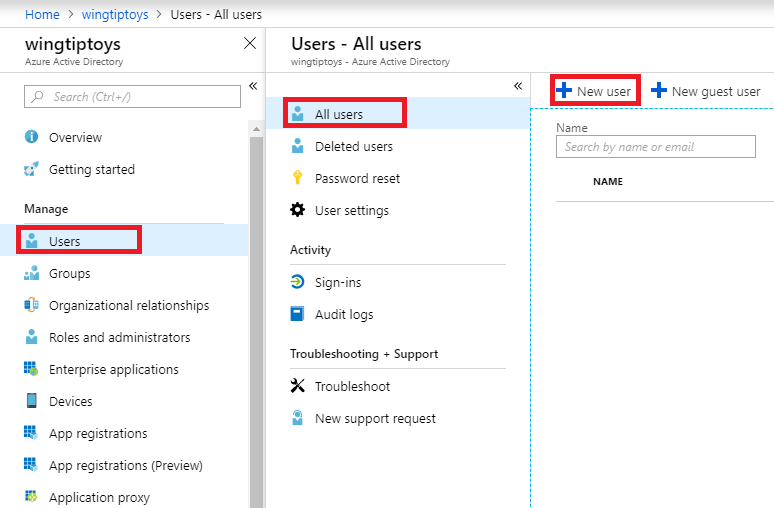 Home > wingtiptoys > Users - All users
wingtiptoys
Azure Active Directory
Search (Ctrl+/)
Overview
Getting started
Manage
Users
Groups
Organizational relationships
Roles and administrators
Enterprise applications
Devices
App registrations
App registrations (Preview)
Application proxy
Users - All users
wingtiptoys - Azure Active Directory
All users
Deleted users
Password reset
User settings
Activity
Sign-ins
Audit logs
Troubleshooting + Support
Troubleshoot
New support request
New user New guest user
Name
Search by name or email
NAME